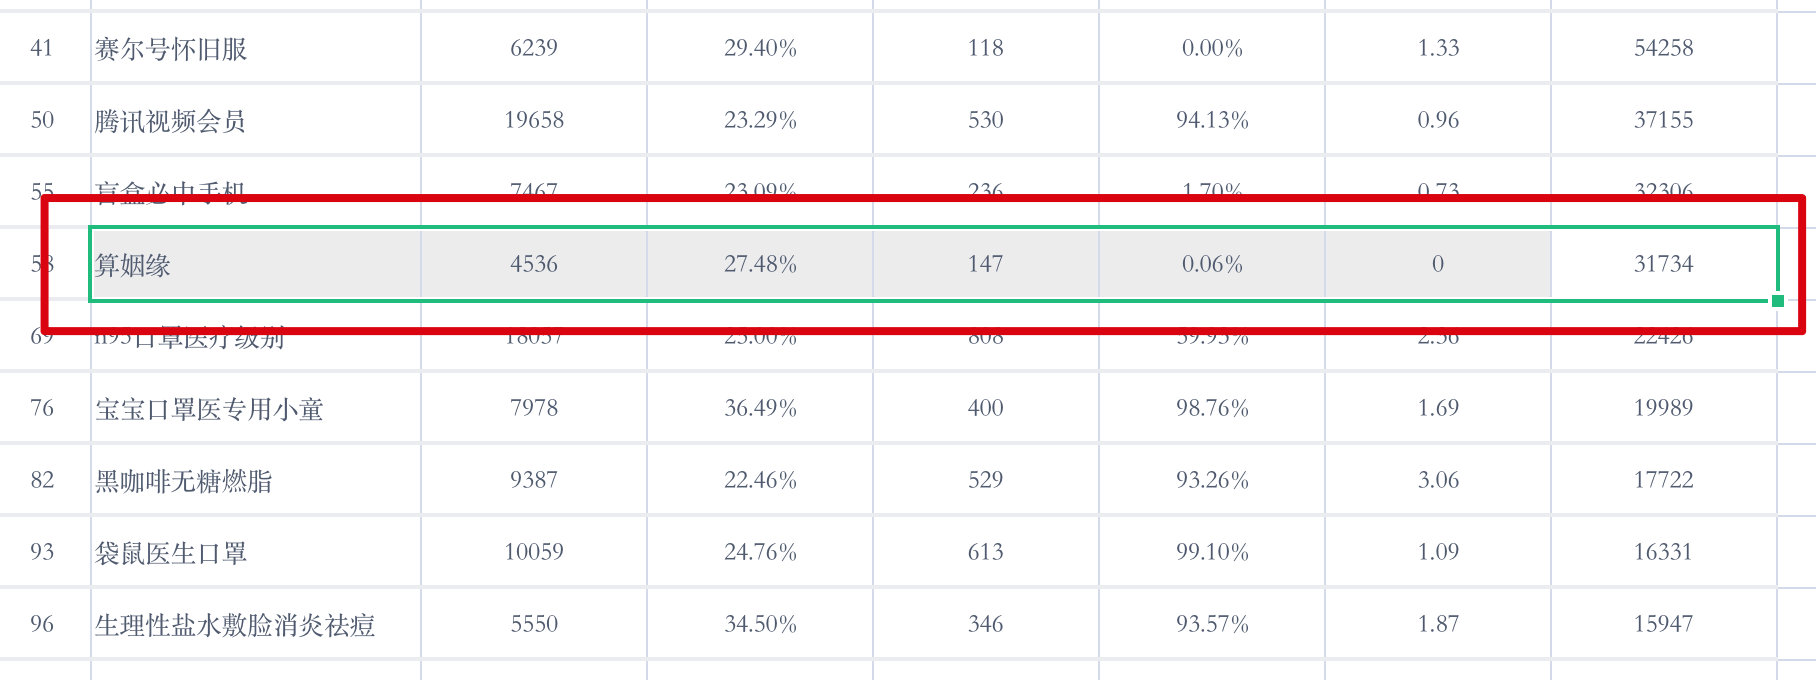 41 赛尔号怀旧服 6239 29.40% 118 0.00% 1.33 54258
50 腾讯视频会员 19658 23.29% 530 94.13% 0.96 37155
55 盲盒必中手机 7467 23.09% 236 1.70% 0.73 32306
58 算姻缘 4536 27.48% 147 0.06% 0 31734
69 n95口罩医疗级别 18057 25.00% 808 59.95% 2.56 22426
76 宝宝口罩医专用小童 7978 36.49% 400 98.76% 1.69 19989
82 黑咖啡无糖燃脂 9387 22.46% 529 93.26% 3.06 17722
93 袋鼠医生口罩 10059 24.76% 613 99.10% 1.09 16331
96 生理性盐水敷脸消炎祛痘 5550 34.50% 346 93.57% 1.87 15947